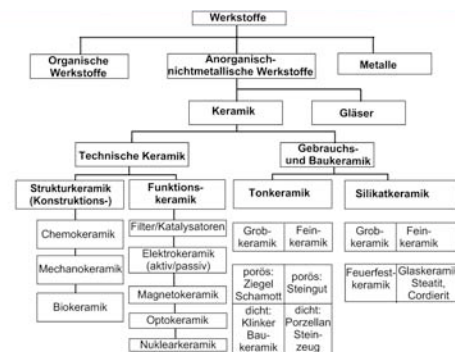 Werkstoffe
Organische
Werkstoffe
Anorganisch-
nichtmetallische Werkstoffe
Metalle
Keramik
Gläser
Technische Keramik
Gebrauchs-
und Baukeramik
Strukturkeramik
(Konstruktions-)
Funktions-
keramik
Tonkeramik
Silikatkeramik
Chemokeramik
Mechanokeramik
Biokeramik
Filter/Katalysatoren
Elektrokeramik
(aktiv/passiv)
Magnetokeramik
Optokeramik
Nuklearkeramik
Grob-
keramik
Fein-
keramik
porös:
Ziegel
Schamott
porös:
Steingut
dicht:
Klinker
Bau-
keramik
dicht:
Porzellan
Stein-
zeug
Grob-
keramik
Fein-
keramik
Feuerfest-
keramik
Glaskeramik
Steatit,
Cordierit